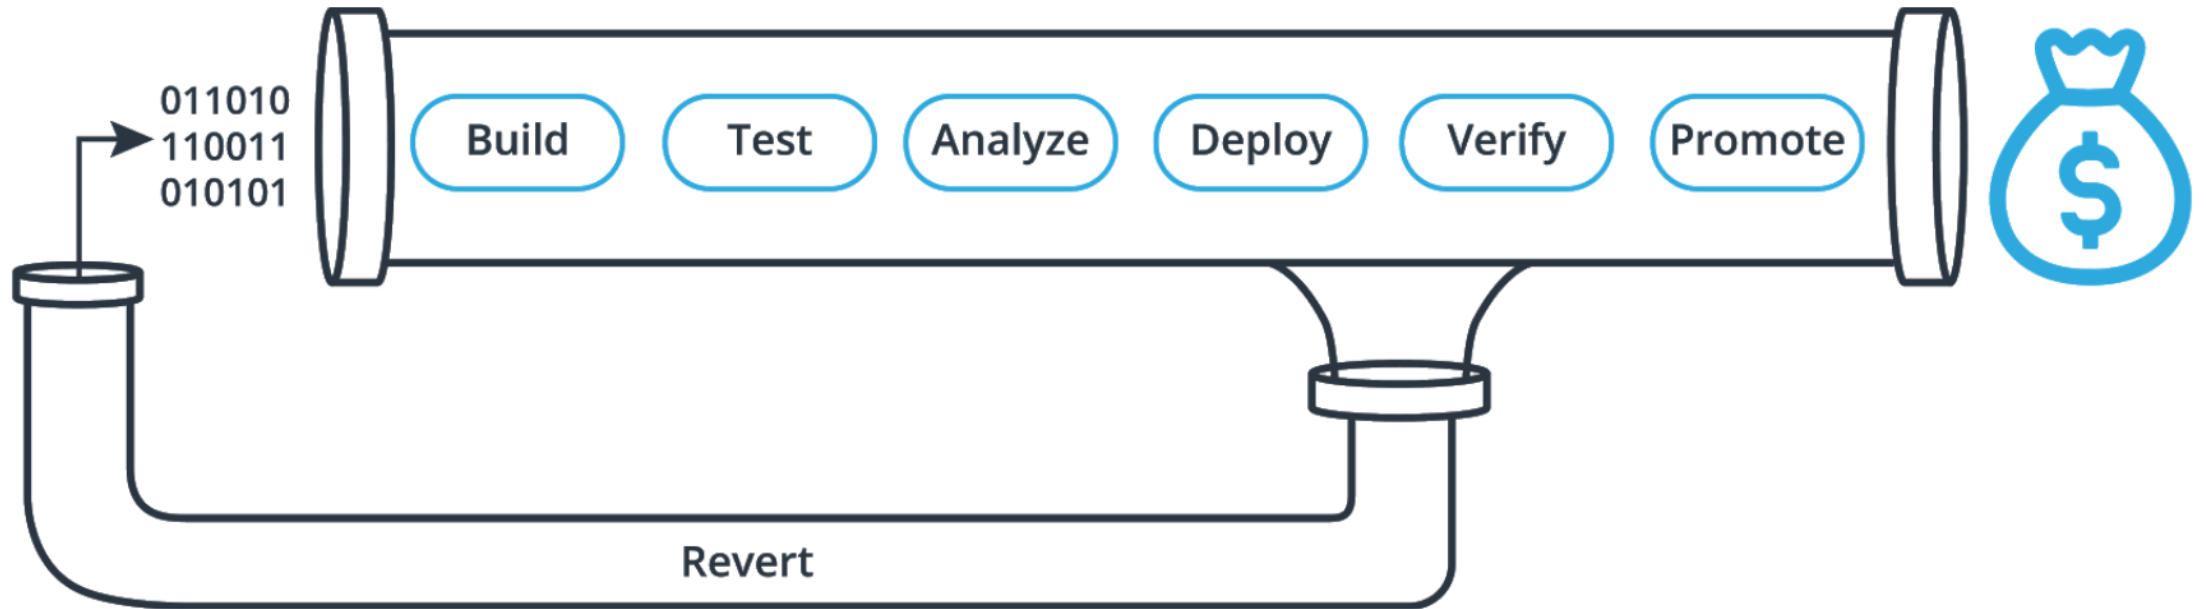 011010
110011
010101
Build
Test
Analyze
Deploy
Verify
Promote
$
Revert